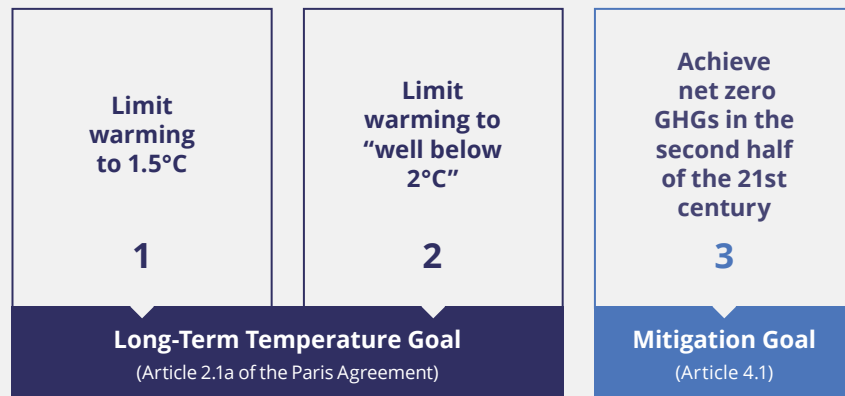 Limit
warming
to 1.5°C
1
Limit
warming to
“well below
2°C”
2
Achieve
net zero
GHGs in the
second half
of the 21st
century
3
Long-Term Temperature Goal
(Article 2.1a of the Paris Agreement)
Mitigation Goal
(Article 4.1)